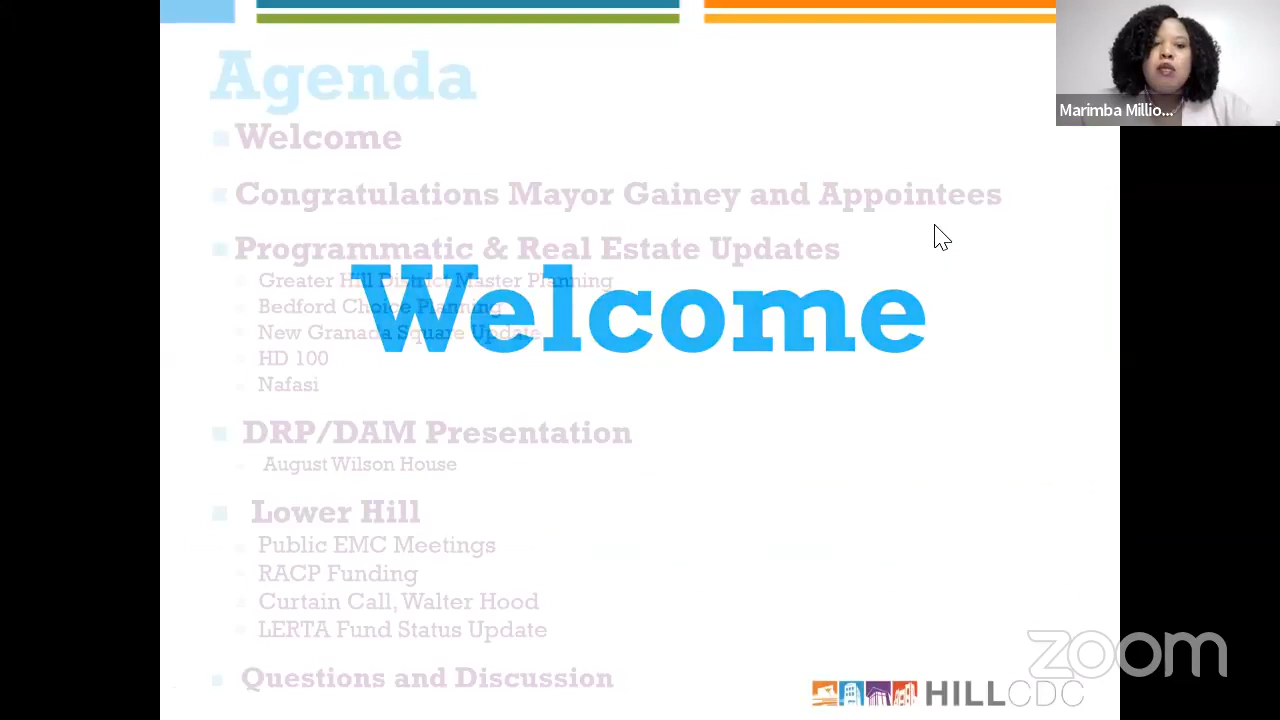 Agenda
Welcome
Congratulations Mayor Gainey and Appointees
Programmatic & Real Estate Updates
Greater Hill District Master Planning
Bedford Choice Planning
New Granada Square Update
HD 100
Nafasi
Welcome
DRP/DAM Presentation
August Wilson House
Lower Hill
Public EMC Meetings
RACP Funding
Curtain Call, Walter Hood
LERTA Fund Status Update
Questions and Discussion
Marimba Millio...
zoom
HILLCDC